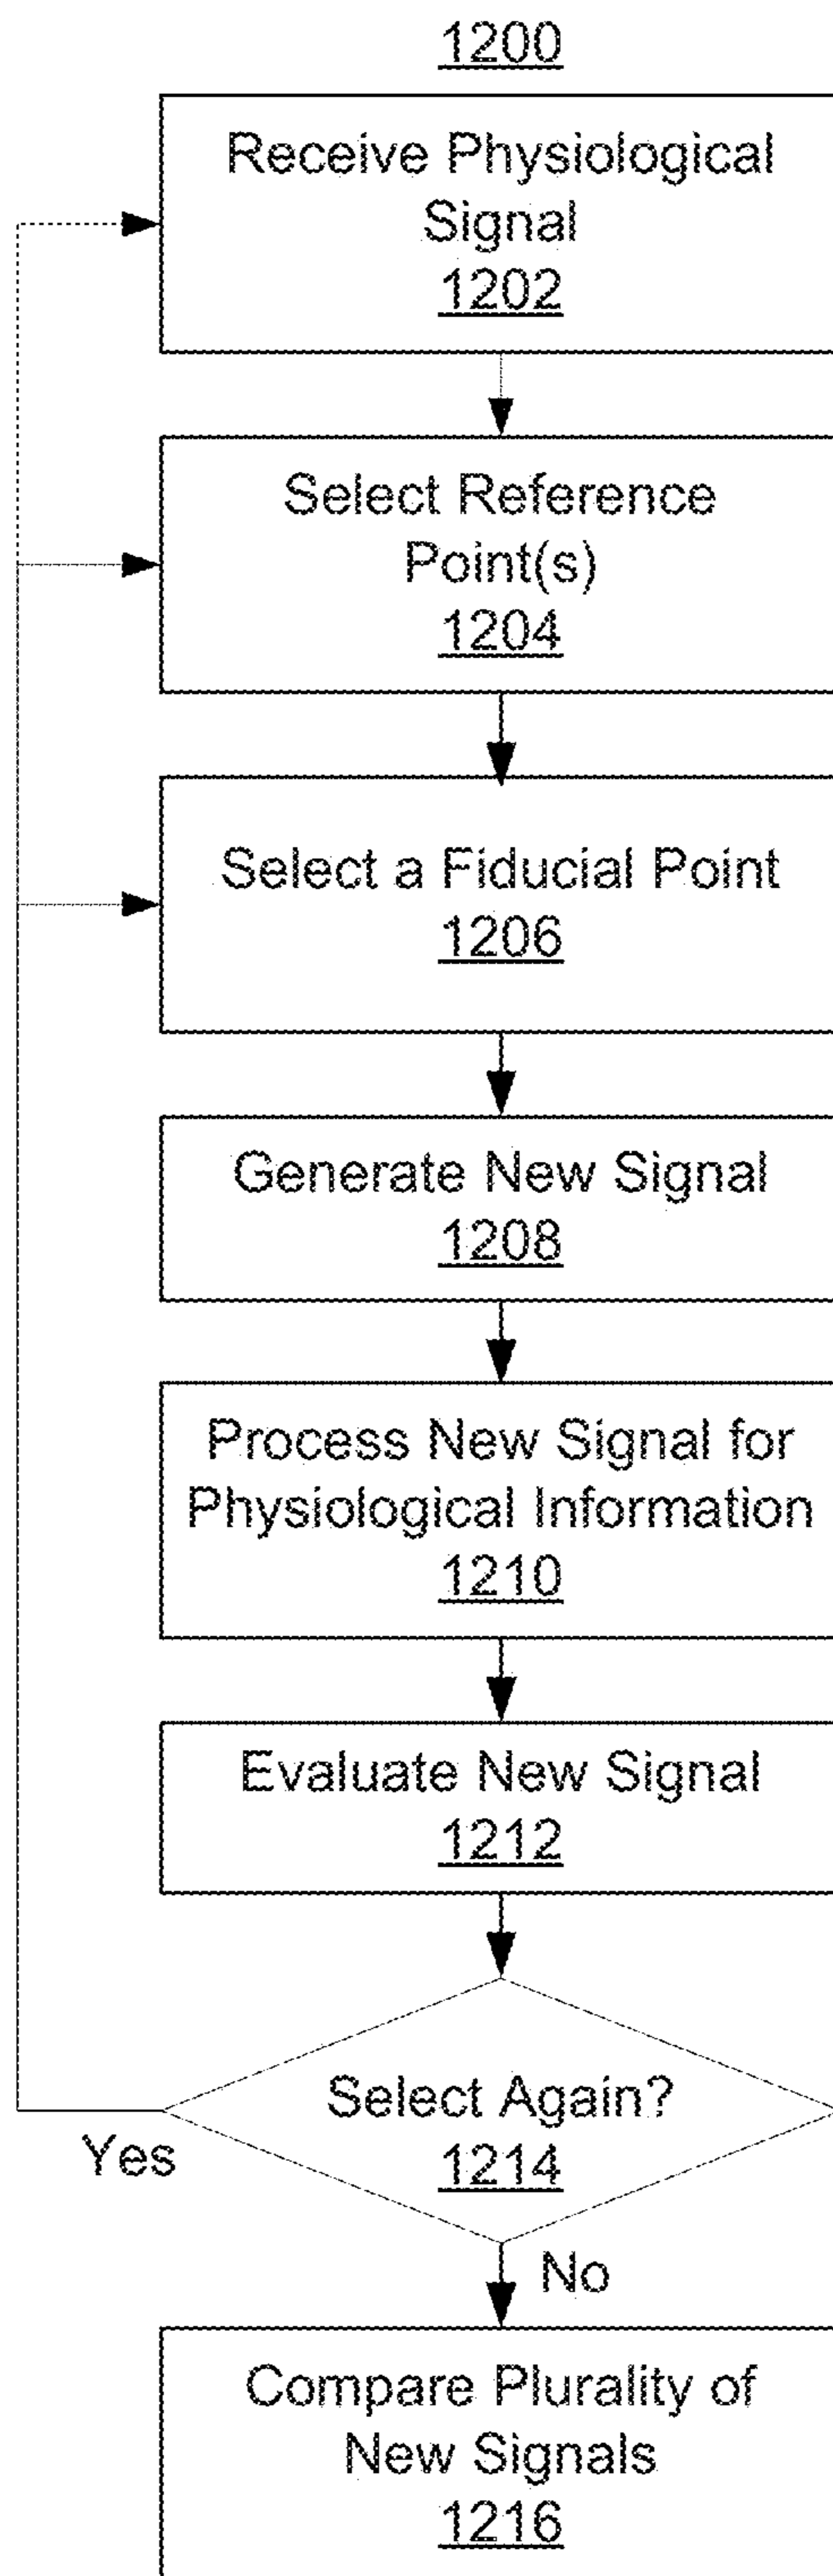 1200
Receive Physiological
Signal
1202
Select Reference
Point(s)
1204
Select a Fiducial Point
1206
Generate New Signal
1208
Process New Signal for
Physiological Information
1210
Evaluate New Signal
1212
Select Again?
1214
Yes
No
Compare Plurality of
New Signals
1216